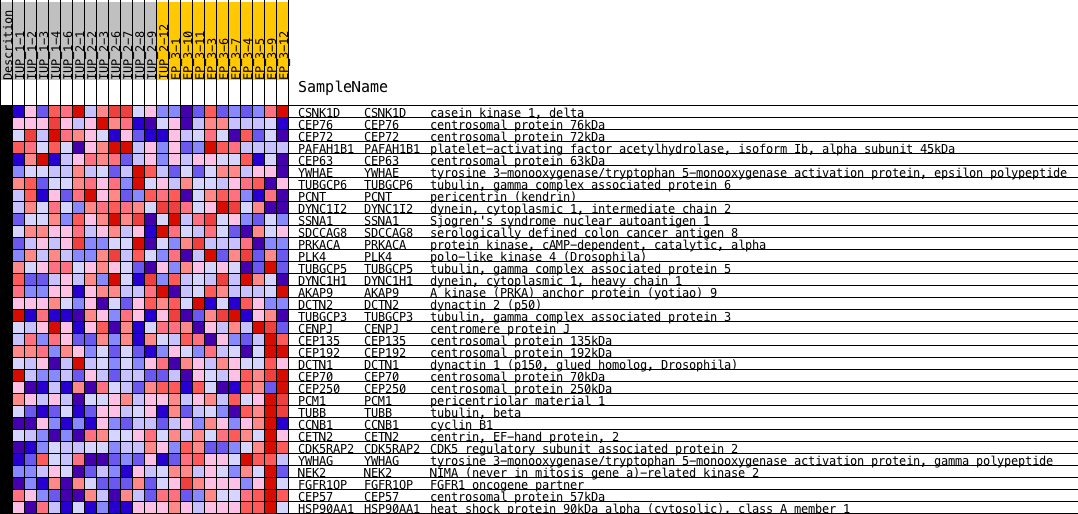 Descrition
IUP_1-1
IUP_1-2
IUP_1-3
IUP_1-4
IUP_1-6
IUP_2-1
IUP_2-2
IUP_2-3
IUP_2-6
IUP_2-7
IUP_2-8
IUP_2-9
IUP_2-12
EP_3-1
EP_3-10
EP_3-11
EP_3-3
EP_3-6
EP_3-7
EP_3-4
EP_3-5
EP_3-9
EP_3-12
SampleName
CSNK1D CSNK1D casein kinase 1, delta
CEP76 CEP76 centrosomal protein 76kDa
CEP72 CEP72 centrosomal protein 72kDa
PAFAH1B1 PAFAH1B1 platelet-activating factor acetylhydrolase, isoform Ib, alpha subunit 45kDa
CEP63 CEP63 centrosomal protein 63kDa
YWHAE YWHAE tyrosine 3-monooxygenase/tryptophan 5-monooxygenase activation protein, epsilon polypeptide
TUBGCP6 TUBGCP6 tubulin, gamma complex associated protein 6
PCNT PCNT pericentrin (kendrin)
DYNC1I2 DYNC1I2 dynein, cytoplasmic 1, intermediate chain 2
SSNA1 SSNA1 Sjogren's syndrome nuclear autoantigen 1
SDCCAG8 SDCCAG8 serologically defined colon cancer antigen 8
PRKACA PRKACA protein kinase, cAMP-dependent, catalytic, alpha
PLK4 PLK4 polo-like kinase 4 (Drosophila)
TUBGCP5 TUBGCP5 tubulin, gamma complex associated protein 5
DYNC1H1 DYNC1H1 dynein, cytoplasmic 1, heavy chain 1
AKAP9 AKAP9 A kinase (PRKA) anchor protein (yotiao) 9
DCTN2 DCTN2 dynactin 2 (p50)
TUBGCP3 TUBGCP3 tubulin, gamma complex associated protein 3
CENPJ CENPJ centromere protein J
CEP135 CEP135 centrosomal protein 135kDa
CEP192 CEP192 centrosomal protein 192kDa
DCTN1 DCTN1 dynactin 1 (p150, glued homolog, Drosophila)
CEP70 CEP70 centrosomal protein 70kDa
CEP250 CEP250 centrosomal protein 250kDa
PCM1 PCM1 pericentriolar material 1
TUBB TUBB tubulin, beta
CCNB1 CCNB1 cyclin B1
CETN2 CETN2 centrin, EF-hand protein, 2
CDK5RAP2 CDK5RAP2 CDK5 regulatory subunit associated protein 2
YWHAG YWHAG tyrosine 3-monooxygenase/tryptophan 5-monooxygenase activation protein, gamma polypeptide
NEK2 NEK2 NIMA (never in mitosis gene a)-related kinase 2
FGFR1OP FGFR1OP FGFR1 oncogene partner
CEP57 CEP57 centrosomal protein 57kDa
HSP90AA1 HSP90AA1 heat shock protein 90kDa alpha (cytosolic), class A member 1